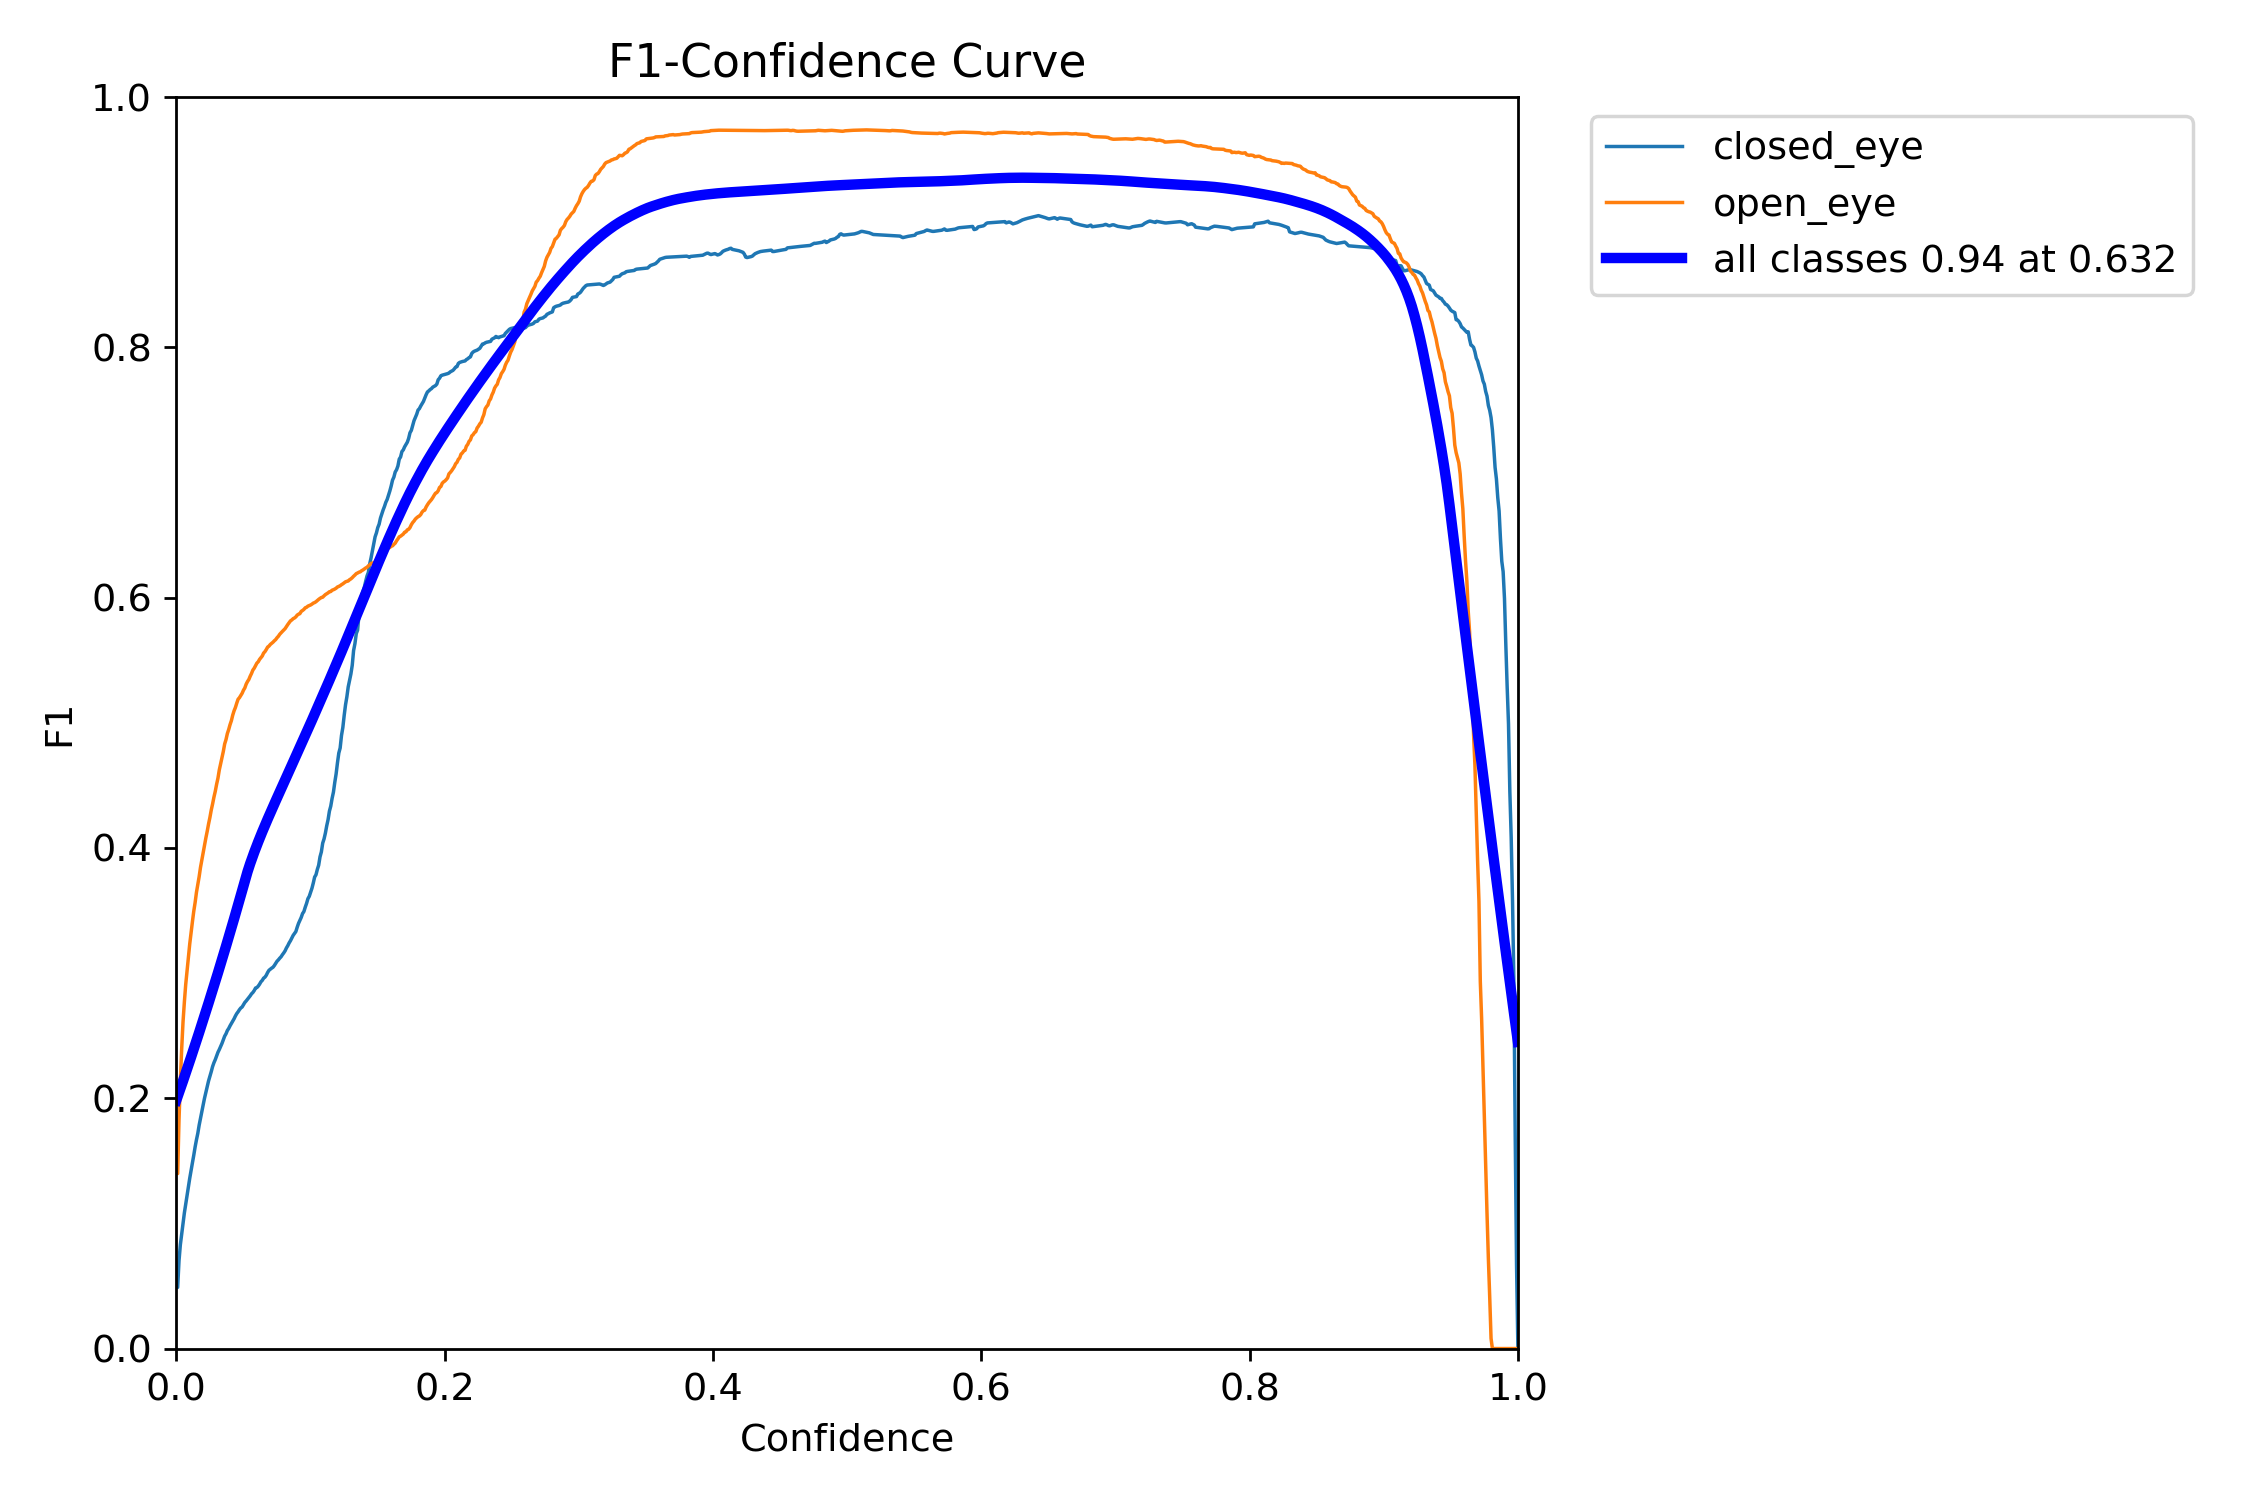 F1-Confidence Curve
closed_eye
open_eye
all classes 0.94 at 0.632
1.0
0.8
0.6
0.4
0.2
0.0
F1
0.0 0.2 0.4 0.6 0.8 1.0
Confidence